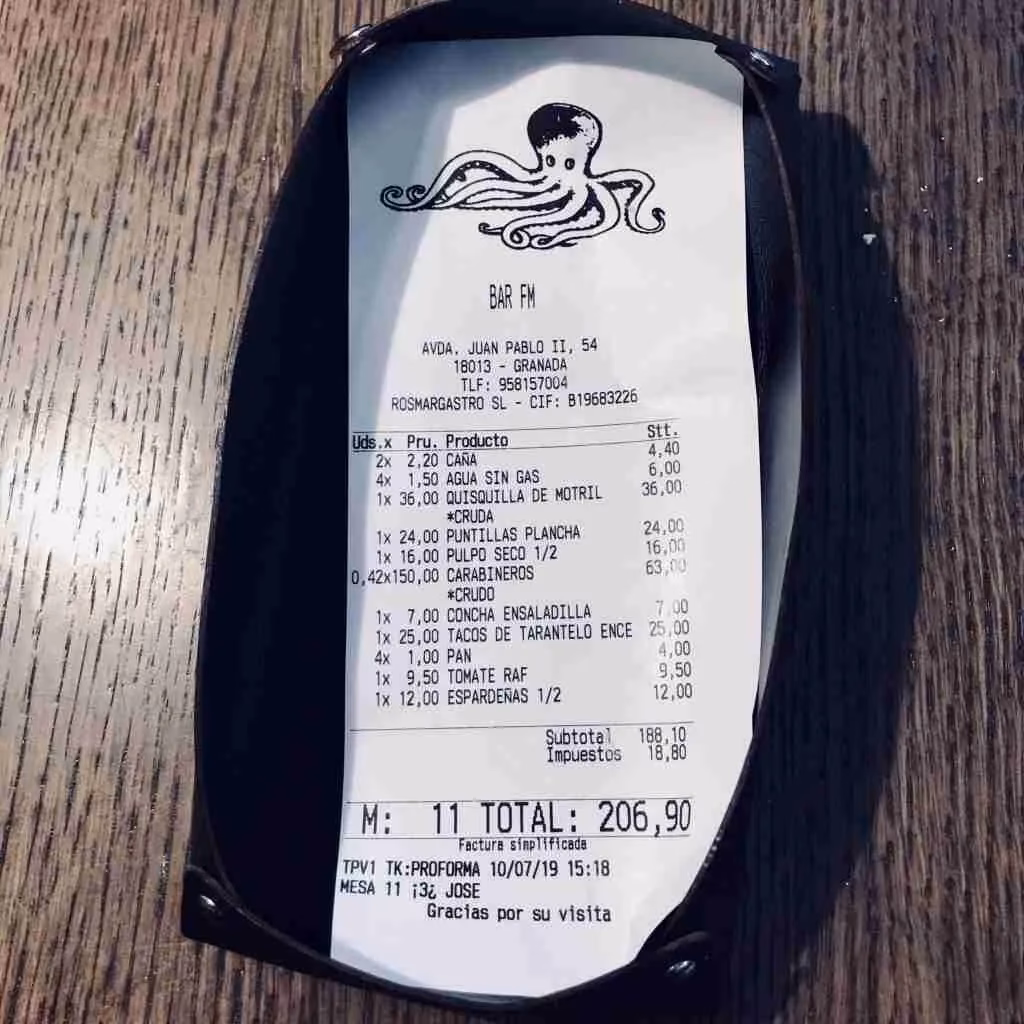 BAR FM
AVDA. JUAN PABLO II, 54
18013 - GRANADA
TLF: 958157004
ROSMARGASTRO SL - CIF: B19683226
Uds.x Pru. Producto Stt.
2x 2,20 CAÑA 4,40
4x 1,50 AGUA SIN GAS 6,00
1x 36,00 QUISQUILLA DE MOTRIL 36,00
*CRUDA
1x 24,00 PUNTILLAS PLANCHA 24,00
1x 16,00 PULPO SECO 1/2 16,00
0,42x150,00 CARABINEROS 63,00
*CRUDO
1x 7,00 CONCHA ENSALADILLA 7,00
1x 25,00 TACOS DE TARANTELO ENCE 25,00
4x 1,00 PAN 4,00
1x 9,50 TOMATE RAF 9,50
1x 12,00 ESPARDEÑAS 1/2 12,00
Subtotal 188,10
Impuestos 18,80
M: 11 TOTAL: 206,90
Factura simplificada
TPV1 TK:PROFORMA 10/07/19 15:18
MESA 11 ¡3¿ JOSE
Gracias por su visita